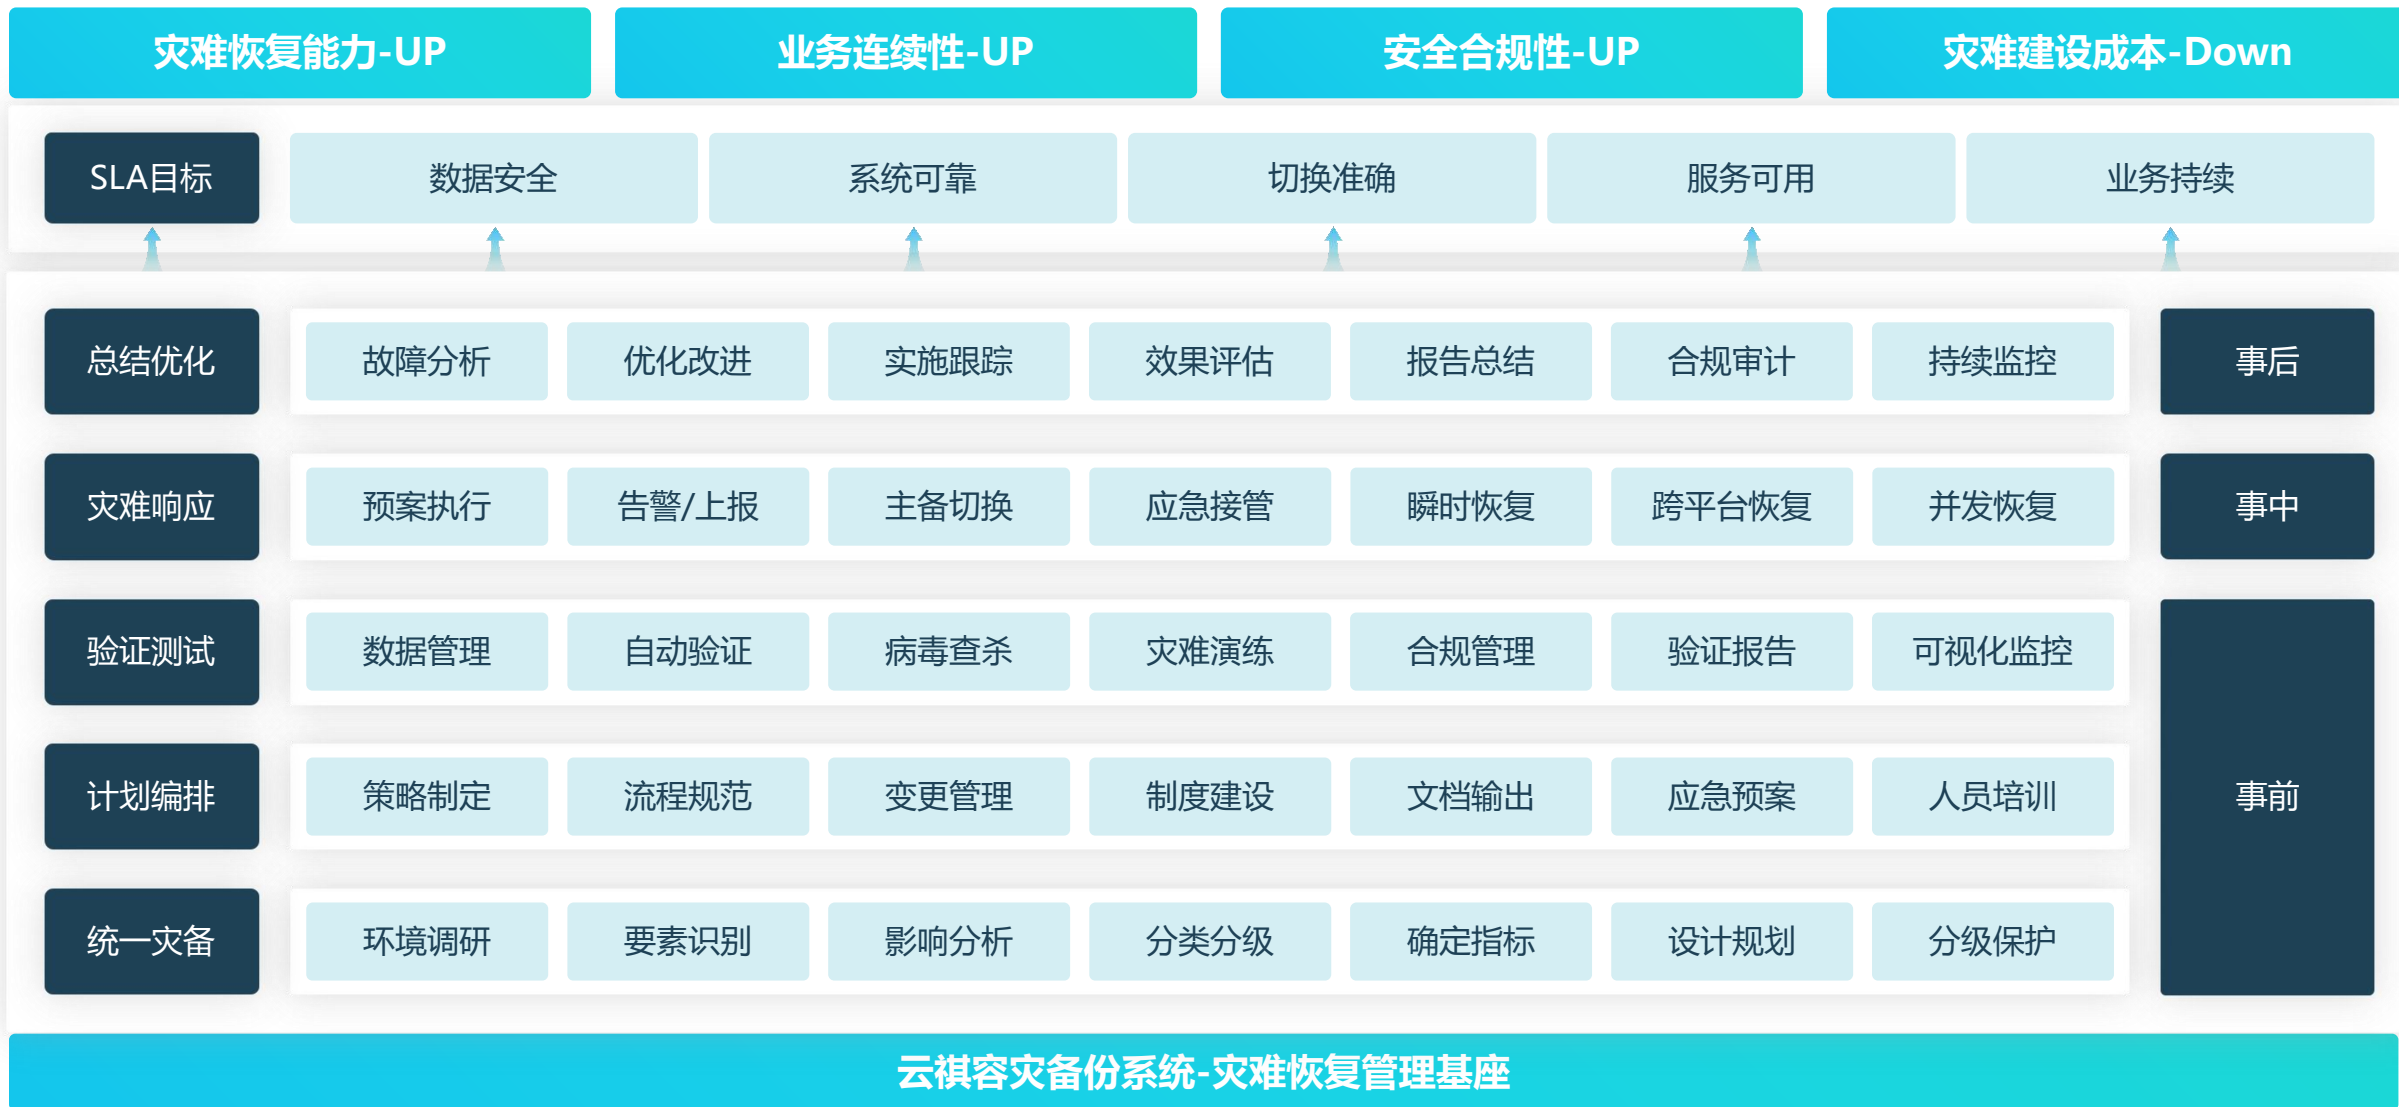 灾难恢复能力-UP
业务连续性-UP
安全合规性-UP
灾难建设成本-Down
SLA目标
数据安全
系统可靠
切换准确
服务可用
业务持续
总结优化
故障分析
优化改进
实施跟踪
效果评估
报告总结
合规审计
持续监控
事后
灾难响应
预案执行
告警/上报
主备切换
应急接管
瞬时恢复
跨平台恢复
并发恢复
事中
验证测试
数据管理
自动验证
病毒查杀
灾难演练
合规管理
验证报告
可视化监控
计划编排
策略制定
流程规范
变更管理
制度建设
文档输出
应急预案
人员培训
事前
统一灾备
环境调研
要素识别
影响分析
分类分级
确定指标
设计规划
分级保护
云祺容灾备份系统-灾难恢复管理基座